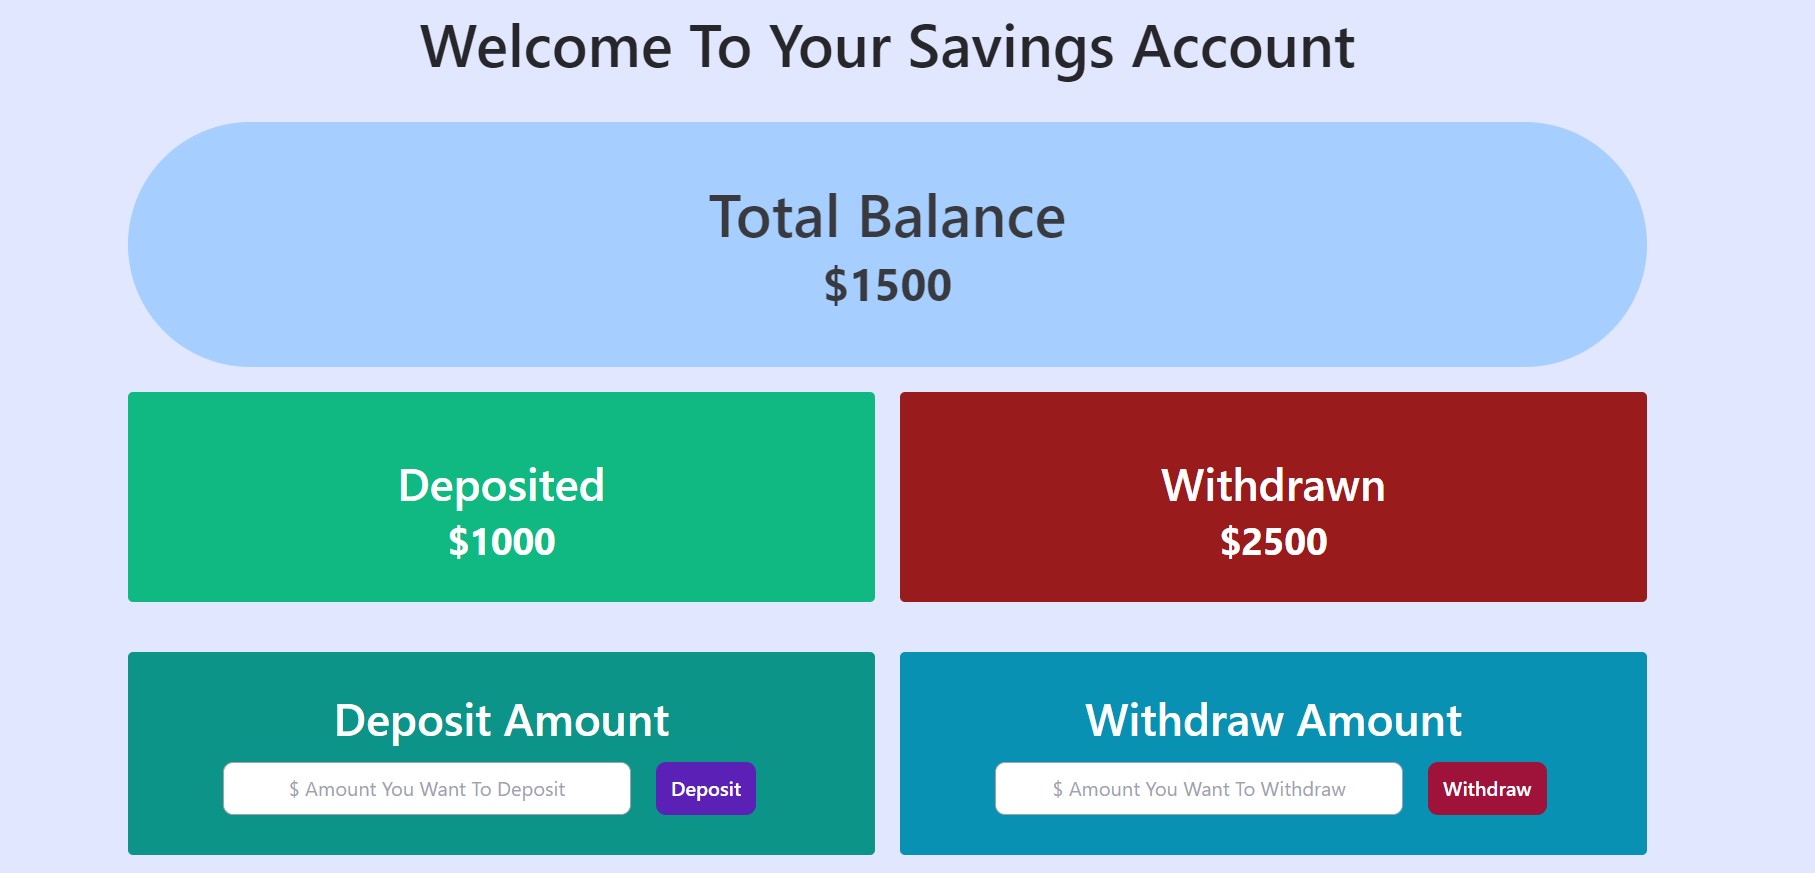 Welcome To Your Savings Account
Total Balance
$1500
Deposited
$1000
Withdrawn
$2500
Deposit Amount
$ Amount You Want To Deposit
Deposit
Withdraw Amount
$ Amount You Want To Withdraw
Withdraw